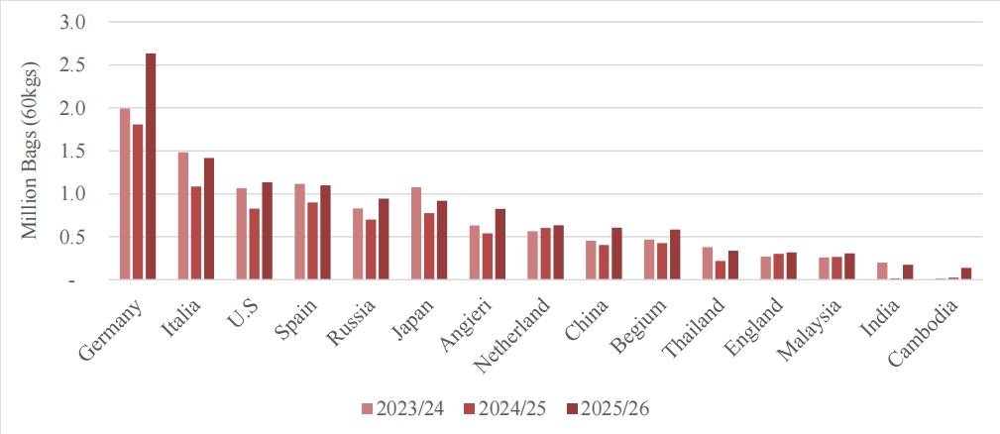 3.0
2.5
2.0
1.5
1.0
0.5
-
Million Bags (60kgs)
Germany
Italia
U.S
Spain
Russia
Japan
Angieri
Netherland
China
Begium
Thailand
England
Malaysia
India
Cambodia
2023/24 2024/25 2025/26